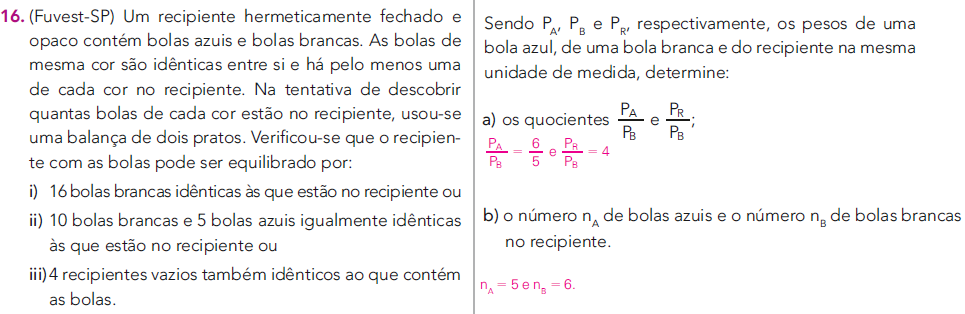 16. (Fuvest-SP) Um recipiente hermeticamente fechado e
opaco contém bolas azuis e bolas brancas. As bolas de
mesma cor são idênticas entre si e há pelo menos uma
de cada cor no recipiente. Na tentativa de descobrir
quantas bolas de cada cor estão no recipiente, usou-se
uma balança de dois pratos. Verificou-se que o recipien-
te com as bolas pode ser equilibrado por:
i) 16 bolas brancas idênticas às que estão no recipiente ou
ii) 10 bolas brancas e 5 bolas azuis igualmente idênticas
às que estão no recipiente ou
iii) 4 recipientes vazios também idênticos ao que contém
as bolas.
Sendo P_A, P_B e P_R, respectivamente, os pesos de uma
bola azul, de uma bola branca e do recipiente na mesma
unidade de medida, determine:
a) os quocientes P_A/P_B e P_R/P_B;
P_A/P_B = 6/5 e P_R/P_B = 4
b) o número n_A de bolas azuis e o número n_B de bolas brancas
no recipiente.
n_A = 5 e n_B = 6.